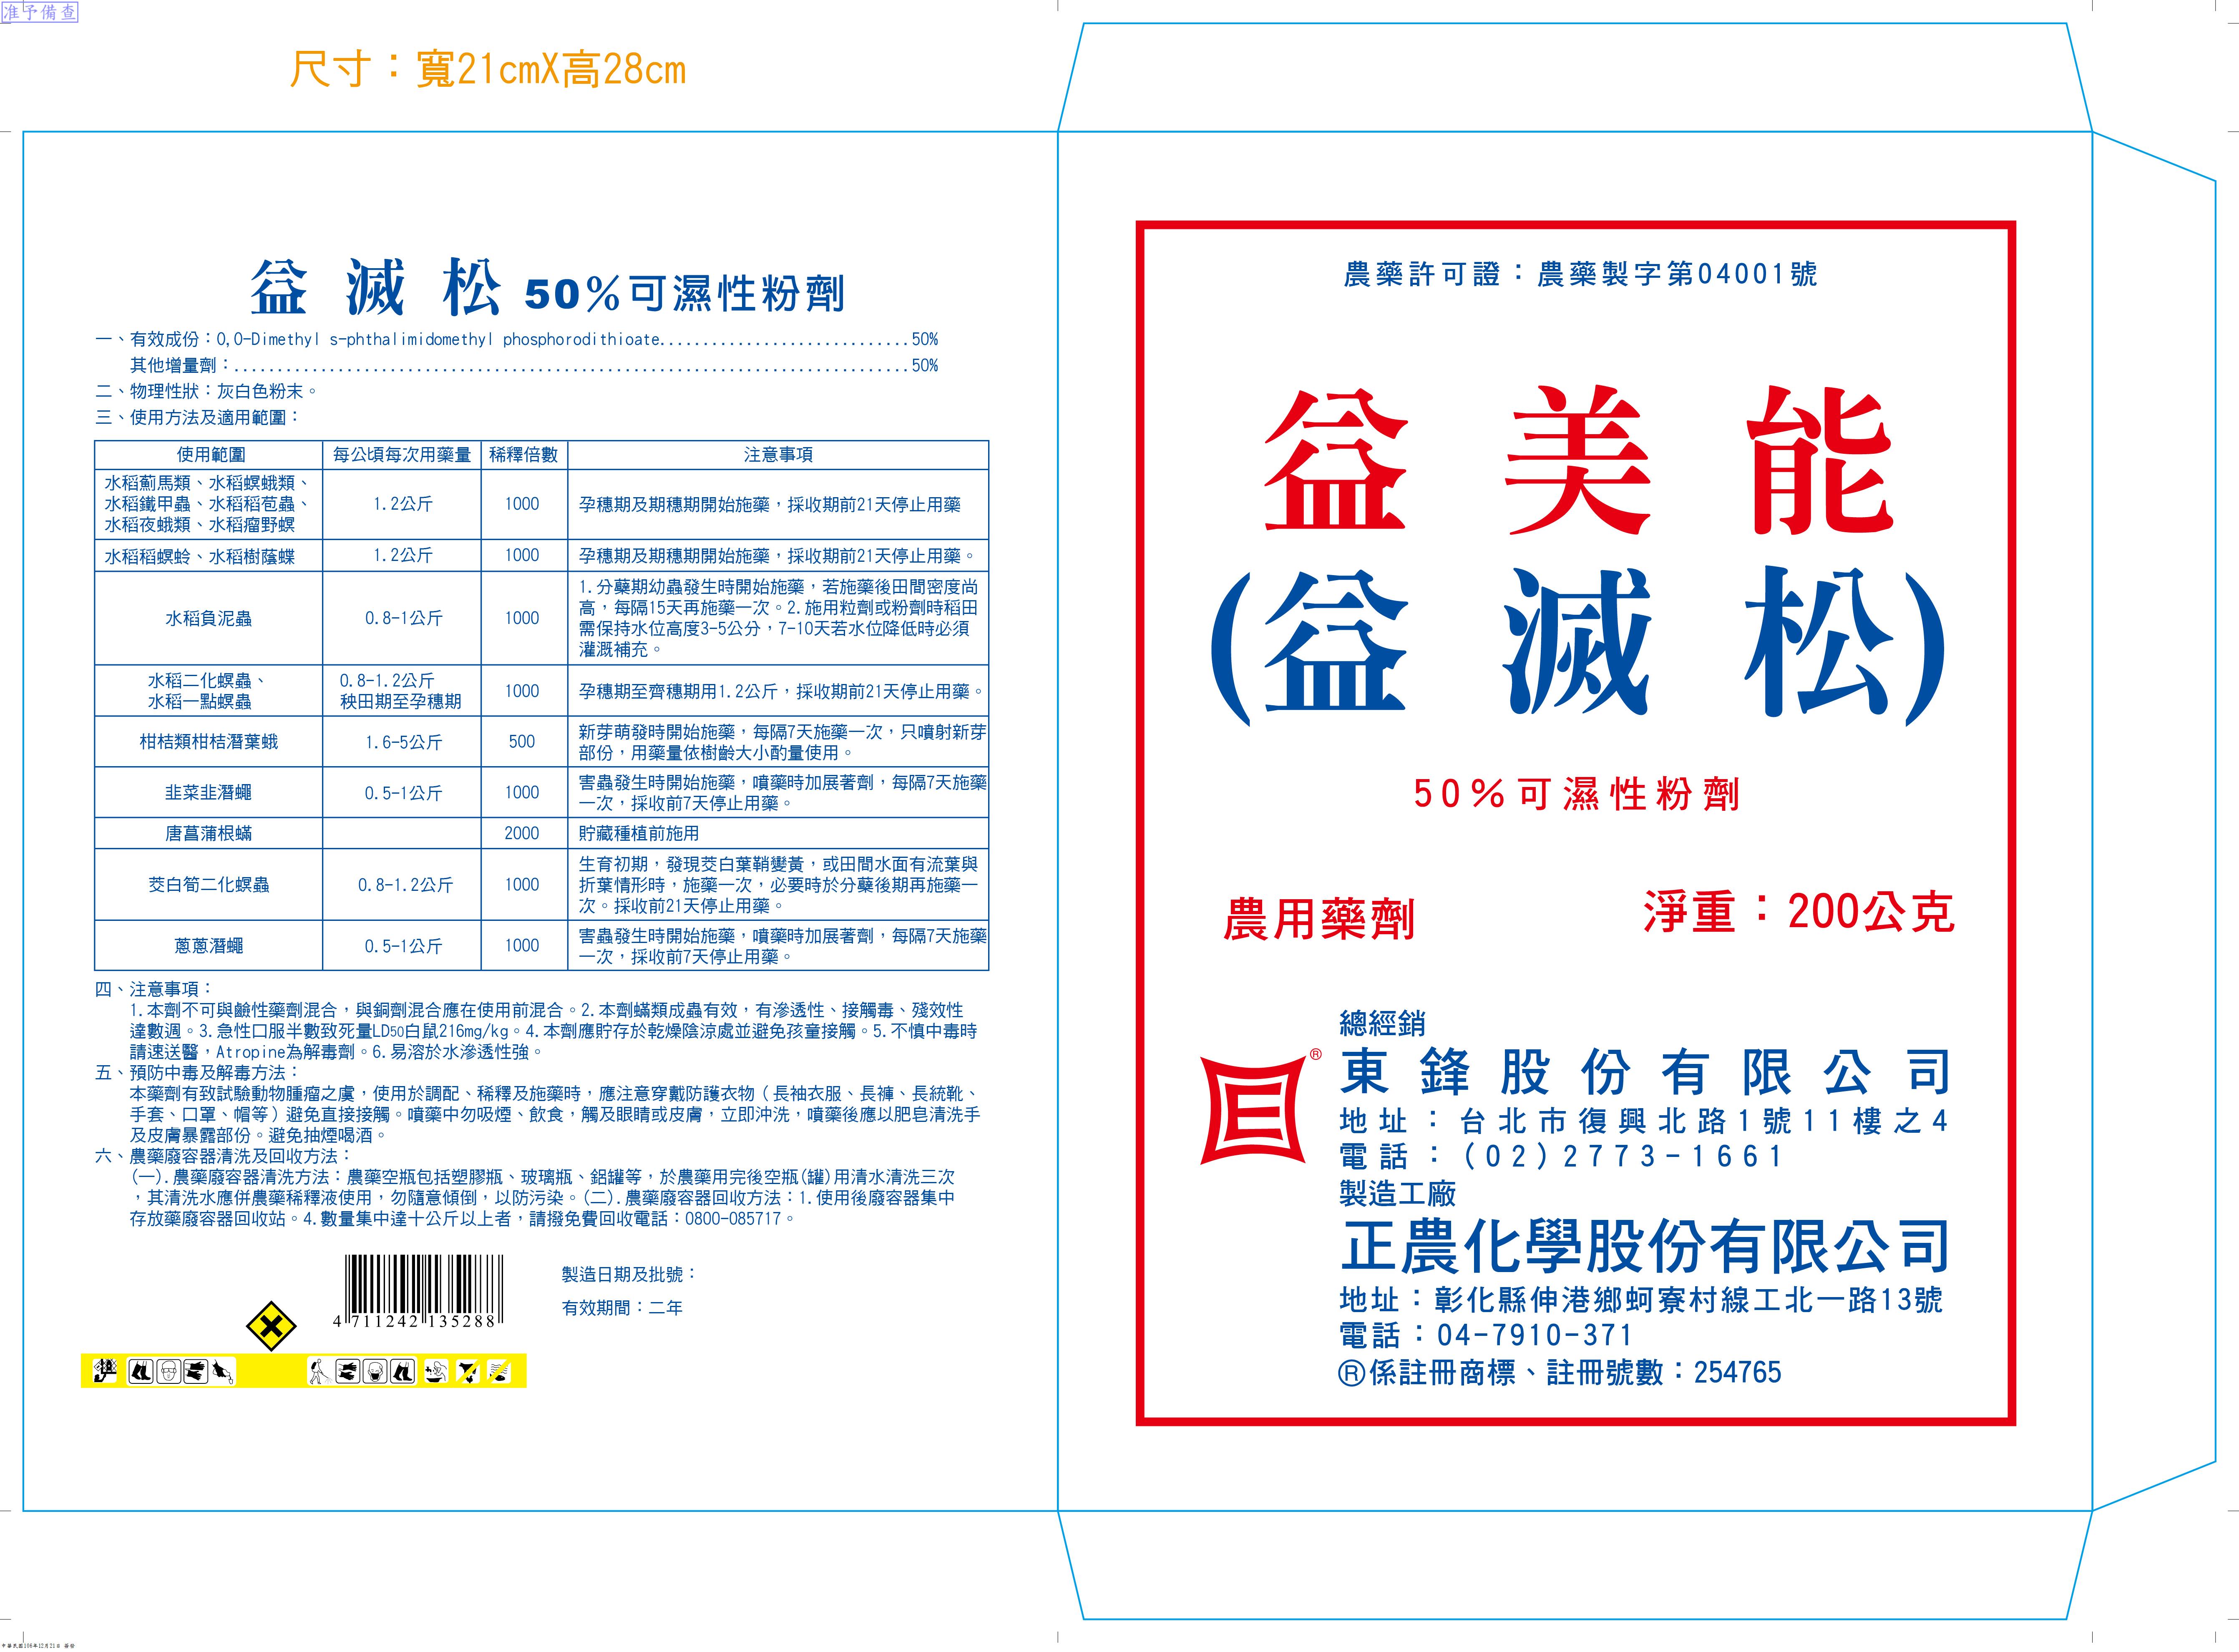 准予備查
尺寸：寬21cmX高28cm
益滅松 50%可濕性粉劑
一、有效成份：O,O-Dimethyl s-phthalimidomethyl phosphorodithioate.............................50%
其他增量劑：..............................................................................50%
二、物理性狀：灰白色粉末。
三、使用方法及適用範圍：
使用範圍 每公頃每次用藥量 稀釋倍數 注意事項
水稻薊馬類、水稻螟蛾類、
水稻鐵甲蟲、水稻稻苞蟲、
水稻夜蛾類、水稻瘤野螟
1.2公斤 1000 孕穗期及期穗期開始施藥，採收期前21天停止用藥
水稻稻螟蛉、水稻樹蔭蝶 1.2公斤 1000 孕穗期及期穗期開始施藥，採收期前21天停止用藥。
水稻負泥蟲 0.8-1公斤 1000
1.分蘗期幼蟲發生時開始施藥，若施藥後田間密度尚
高，每隔15天再施藥一次。2.施用粒劑或粉劑時稻田
需保持水位高度3-5公分，7-10天若水位降低時必須
灌溉補充。
水稻二化螟蟲、
水稻一點螟蟲
0.8-1.2公斤
秧田期至孕穗期
1000 孕穗期至齊穗期用1.2公斤，採收期前21天停止用藥。
柑桔類柑桔潛葉蛾 1.6-5公斤 500
新芽萌發時開始施藥，每隔7天施藥一次，只噴射新芽
部份，用藥量依樹齡大小酌量使用。
韭菜韭潛蠅 0.5-1公斤 1000
害蟲發生時開始施藥，噴藥時加展著劑，每隔7天施藥
一次，採收前7天停止用藥。
唐菖蒲根蟎 2000 貯藏種植前施用
茭白筍二化螟蟲 0.8-1.2公斤 1000
生育初期，發現茭白葉鞘變黃，或田間水面有流葉與
折葉情形時，施藥一次，必要時於分蘗後期再施藥一
次。採收前21天停止用藥。
蔥蔥潛蠅 0.5-1公斤 1000
害蟲發生時開始施藥，噴藥時加展著劑，每隔7天施藥
一次，採收前7天停止用藥。
四、注意事項：
1.本劑不可與鹼性藥劑混合，與銅劑混合應在使用前混合。2.本劑蟎類成蟲有效，有滲透性、接觸毒、殘效性
達數週。3.急性口服半數致死量LD50白鼠216mg/kg。4.本劑應貯存於乾燥陰涼處並避免孩童接觸。5.不慎中毒時
請速送醫，Atropine為解毒劑。6.易溶於水滲透性強。
五、預防中毒及解毒方法：
本藥劑有致試驗動物腫瘤之虞，使用於調配、稀釋及施藥時，應注意穿戴防護衣物（長袖衣服、長褲、長統靴、
手套、口罩、帽等）避免直接接觸。噴藥中勿吸煙、飲食，觸及眼睛或皮膚，立即沖洗，噴藥後應以肥皂清洗手
及皮膚暴露部份。避免抽煙喝酒。
六、農藥廢容器清洗及回收方法：
(一).農藥廢容器清洗方法：農藥空瓶包括塑膠瓶、玻璃瓶、鋁罐等，於農藥用完後空瓶(罐)用清水清洗三次
，其清洗水應併農藥稀釋液使用，勿隨意傾倒，以防污染。(二).農藥廢容器回收方法：1.使用後廢容器集中
存放藥廢容器回收站。4.數量集中達十公斤以上者，請撥免費回收電話：0800-085717。
製造日期及批號：
有效期間：二年
4 711242 135288
農藥許可證：農藥製字第04001號
益美能
(益滅松)
50%可濕性粉劑
農用藥劑 淨重：200公克
總經銷
®
東鋒股份有限公司
地址：台北市復興北路1號11樓之4
電話：(02)2773-1661
製造工廠
正農化學股份有限公司
地址：彰化縣伸港鄉蚵寮村線工北一路13號
電話：04-7910-371
®係註冊商標、註冊號數：254765